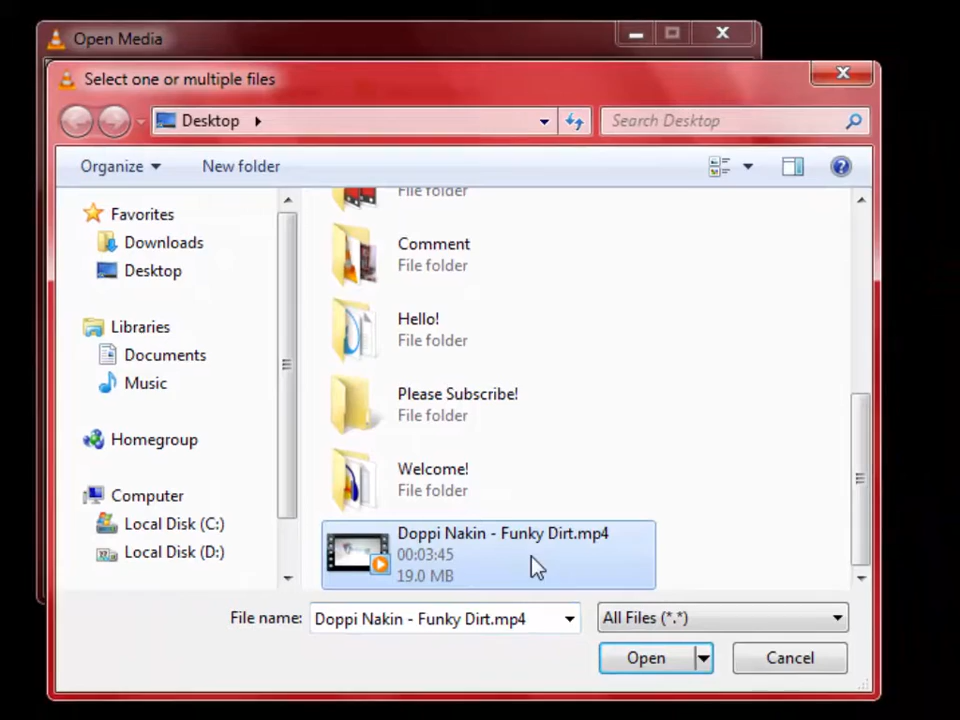 Open Media
Select one or multiple files
Desktop
Search Desktop
Organize
New folder
File folder
Favorites
Downloads
Desktop
Libraries
Documents
Music
Homegroup
Computer
Local Disk (C:)
Local Disk (D:)
Comment
File folder
Hello!
File folder
Please Subscribe!
File folder
Welcome!
File folder
Doppi Nakin - Funky Dirt.mp4
00:03:45
19.0 MB
File name:
Doppi Nakin - Funky Dirt.mp4
All Files (*.*)
Open
Cancel